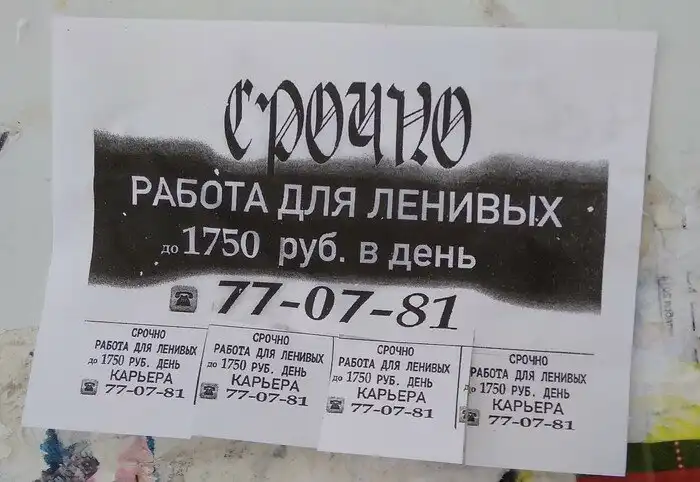 СРОЧНО
РАБОТА ДЛЯ ЛЕНИВЫХ
до 1750 руб. в день
77-07-81
СРОЧНО
РАБОТА ДЛЯ ЛЕНИВЫХ
до 1750 РУБ. ДЕНЬ
КАРЬЕРА
77-07-81
СРОЧНО
РАБОТА ДЛЯ ЛЕНИВЫХ
до 1750 РУБ. ДЕНЬ
КАРЬЕРА
77-07-81
СРОЧНО
РАБОТА ДЛЯ ЛЕНИВЫХ
до 1750 РУБ. ДЕНЬ
КАРЬЕРА
77-07-81
СРОЧНО
РАБОТА ДЛЯ ЛЕНИВЫХ
до 1750 РУБ. ДЕНЬ
КАРЬЕРА
77-07-81